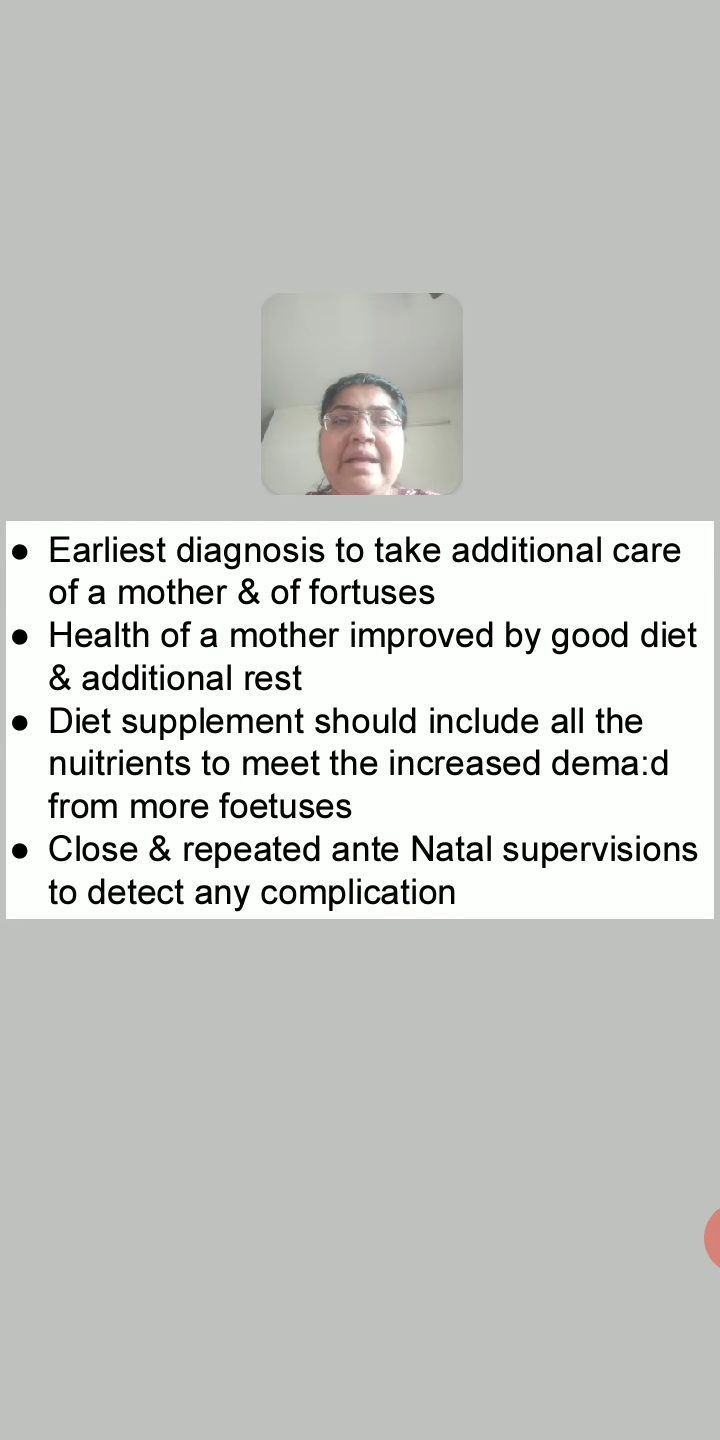 ● Earliest diagnosis to take additional care
of a mother & of fortuses
● Health of a mother improved by good diet
& additional rest
● Diet supplement should include all the
nuitrients to meet the increased dema:d
from more foetuses
● Close & repeated ante Natal supervisions
to detect any complication